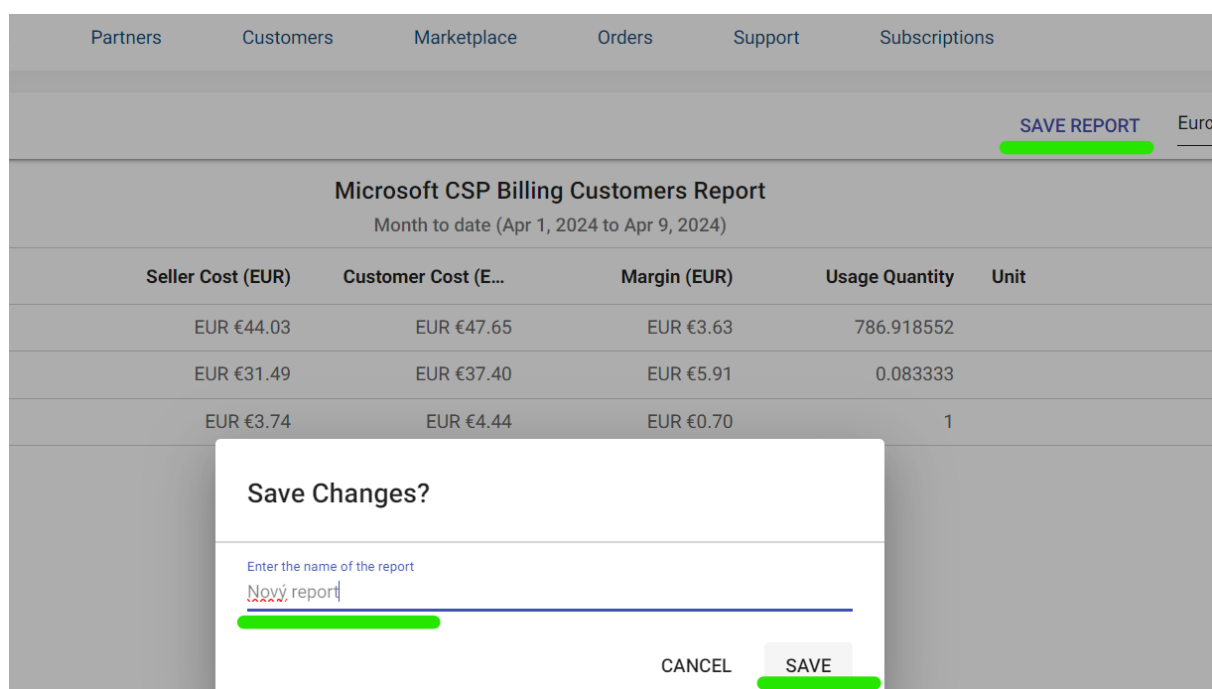 Partners Customers Marketplace Orders Support Subscriptions
SAVE REPORT Euro
Microsoft CSP Billing Customers Report
Month to date (Apr 1, 2024 to Apr 9, 2024)
Seller Cost (EUR) Customer Cost (E... Margin (EUR) Usage Quantity Unit
EUR €44.03 EUR €47.65 EUR €3.63 786.918552
EUR €31.49 EUR €37.40 EUR €5.91 0.083333
EUR €3.74 EUR €4.44 EUR €0.70 1
Save Changes?
Enter the name of the report
Nový report
CANCEL SAVE